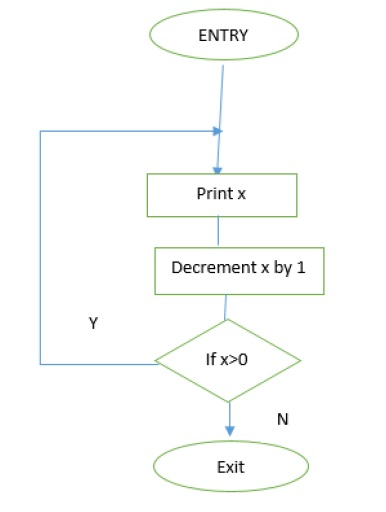 ENTRY
Print x
Decrement x by 1
Y
If x>0
N
Exit